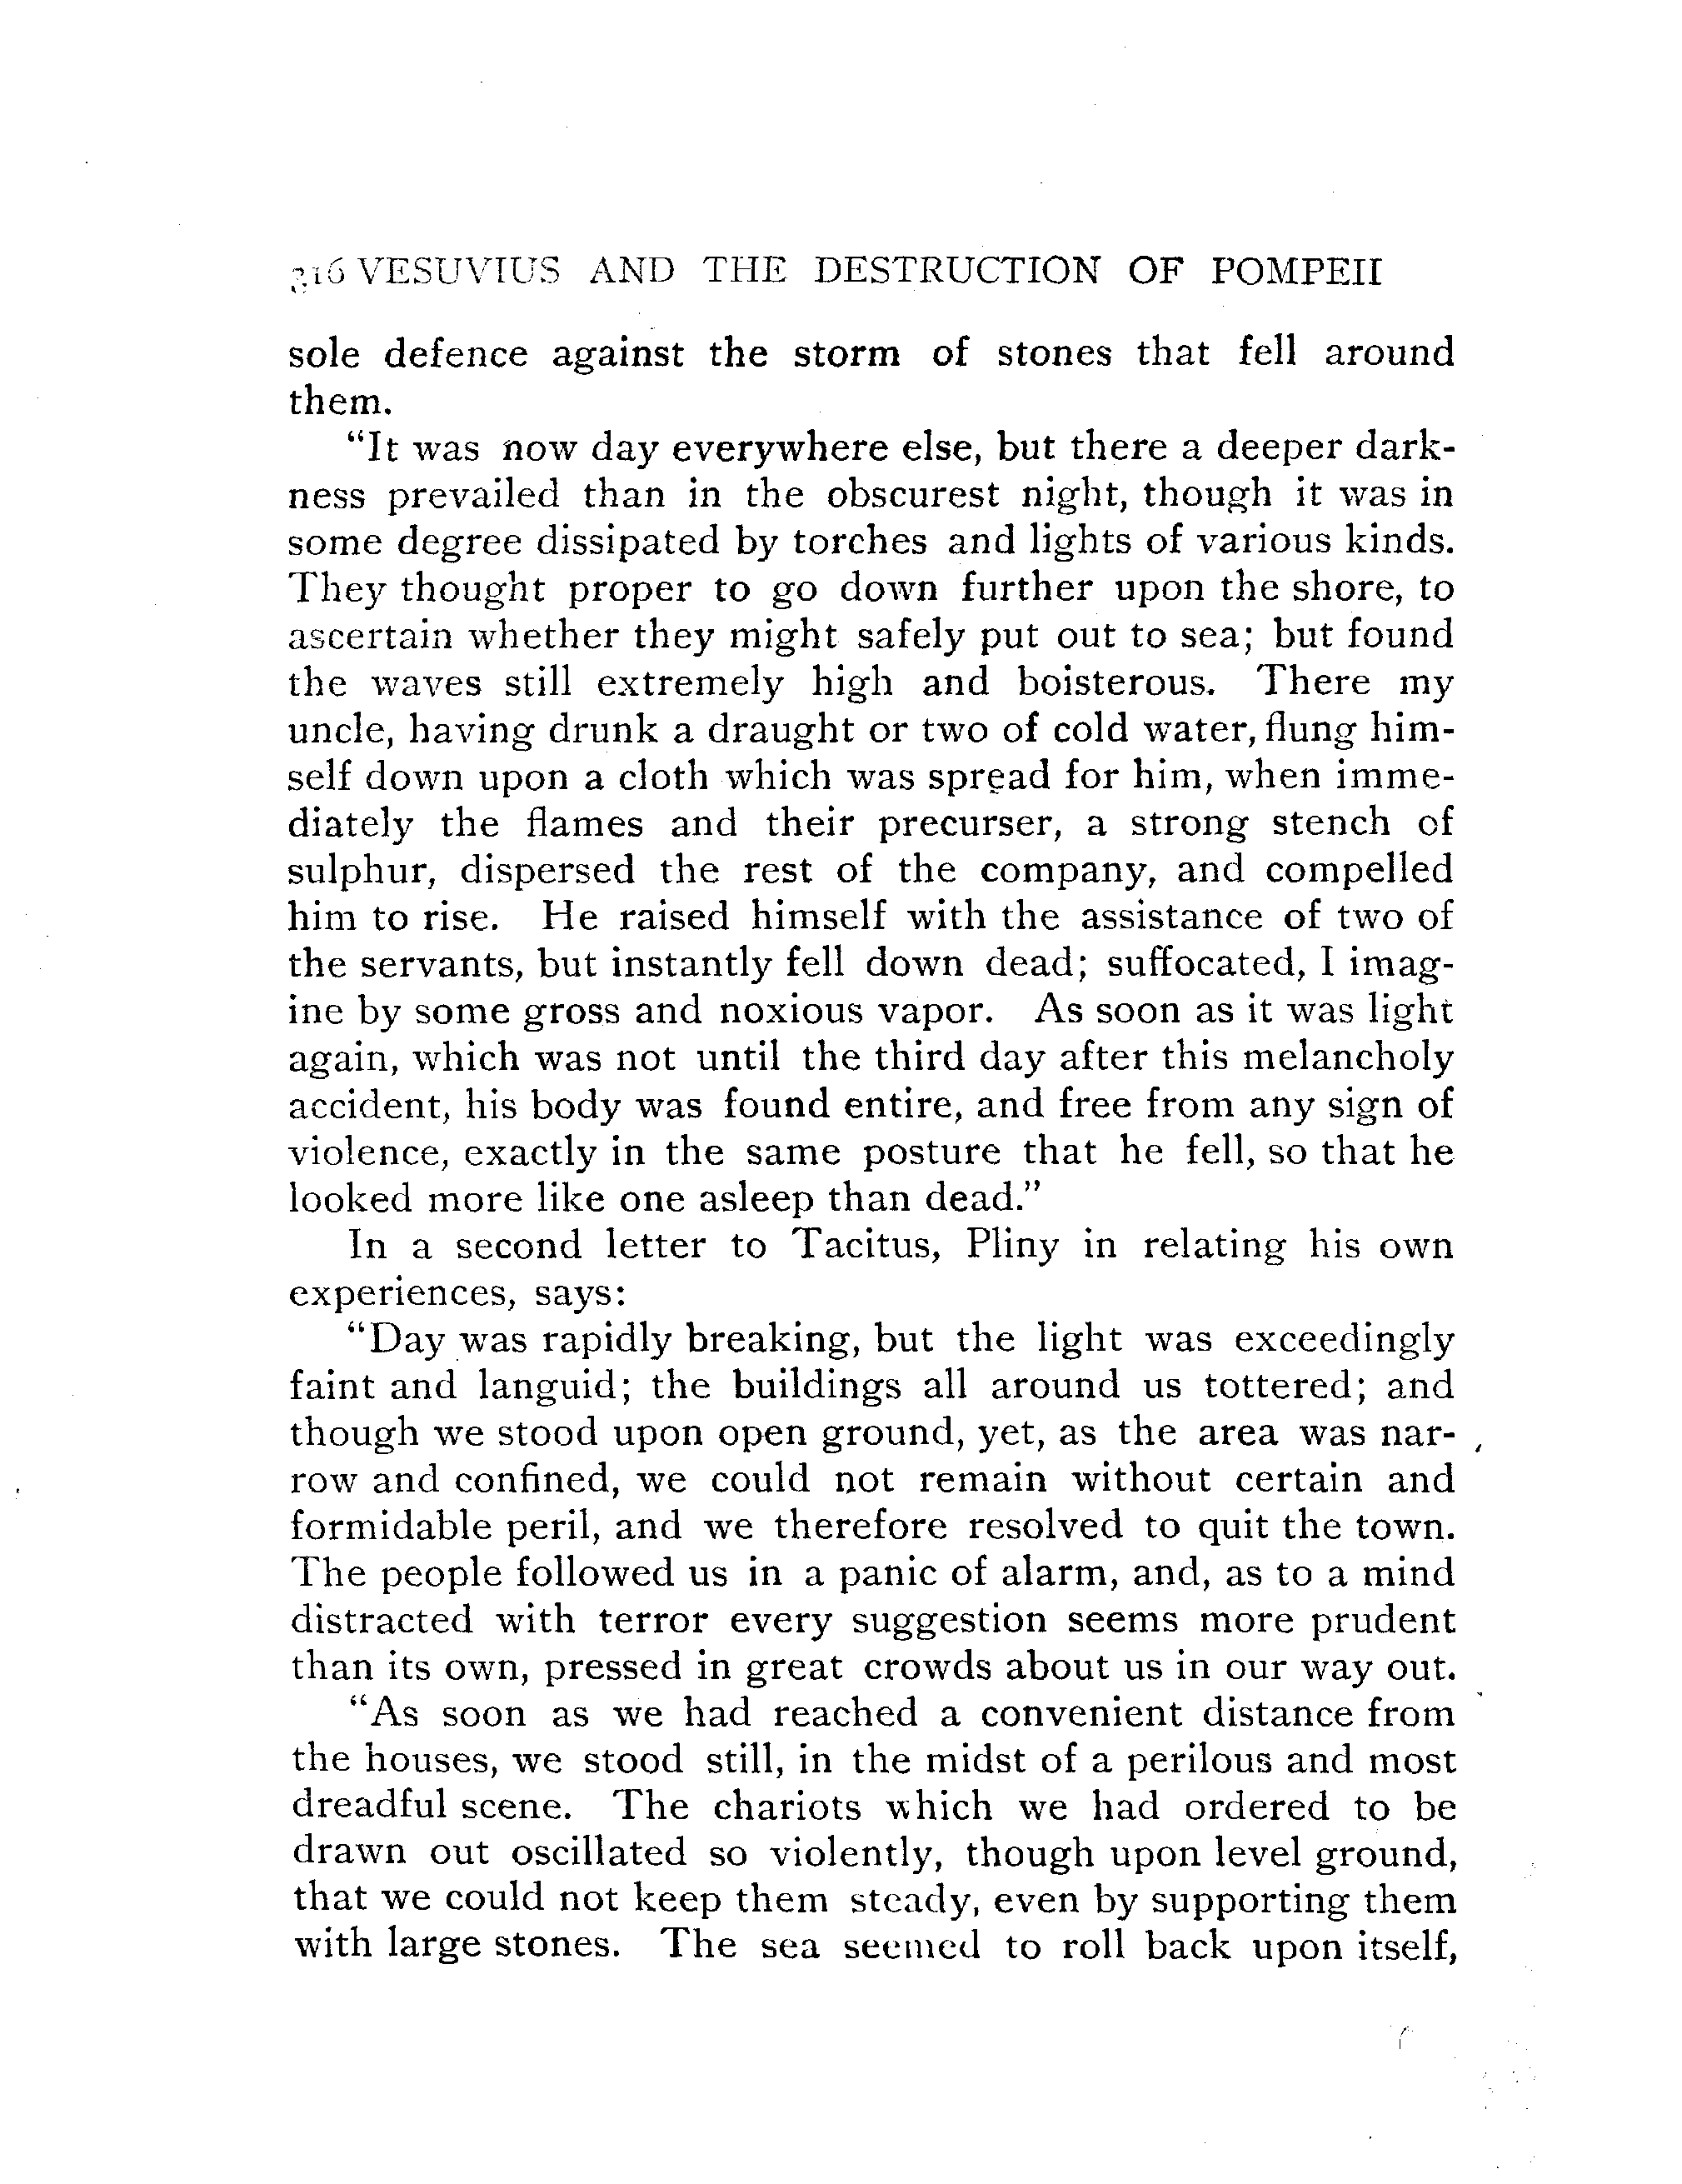 316 VESUVIUS AND THE DESTRUCTION OF POMPEII
sole defence against the storm of stones that fell around
them.
“It was now day everywhere else, but there a deeper dark-
ness prevailed than in the obscurest night, though it was in
some degree dissipated by torches and lights of various kinds.
They thought proper to go down further upon the shore, to
ascertain whether they might safely put out to sea; but found
the waves still extremely high and boisterous. There my
uncle, having drunk a draught or two of cold water, flung him-
self down upon a cloth which was spread for him, when imme-
diately the flames and their precurser, a strong stench of
sulphur, dispersed the rest of the company, and compelled
him to rise. He raised himself with the assistance of two of
the servants, but instantly fell down dead; suffocated, I imag-
ine by some gross and noxious vapor. As soon as it was light
again, which was not until the third day after this melancholy
accident, his body was found entire, and free from any sign of
violence, exactly in the same posture that he fell, so that he
looked more like one asleep than dead.”
In a second letter to Tacitus, Pliny in relating his own
experiences, says:
“Day was rapidly breaking, but the light was exceedingly
faint and languid; the buildings all around us tottered; and
though we stood upon open ground, yet, as the area was nar-
row and confined, we could not remain without certain and
formidable peril, and we therefore resolved to quit the town.
The people followed us in a panic of alarm, and, as to a mind
distracted with terror every suggestion seems more prudent
than its own, pressed in great crowds about us in our way out.
“As soon as we had reached a convenient distance from
the houses, we stood still, in the midst of a perilous and most
dreadful scene. The chariots which we had ordered to be
drawn out oscillated so violently, though upon level ground,
that we could not keep them steady, even by supporting them
with large stones. The sea seemed to roll back upon itself,